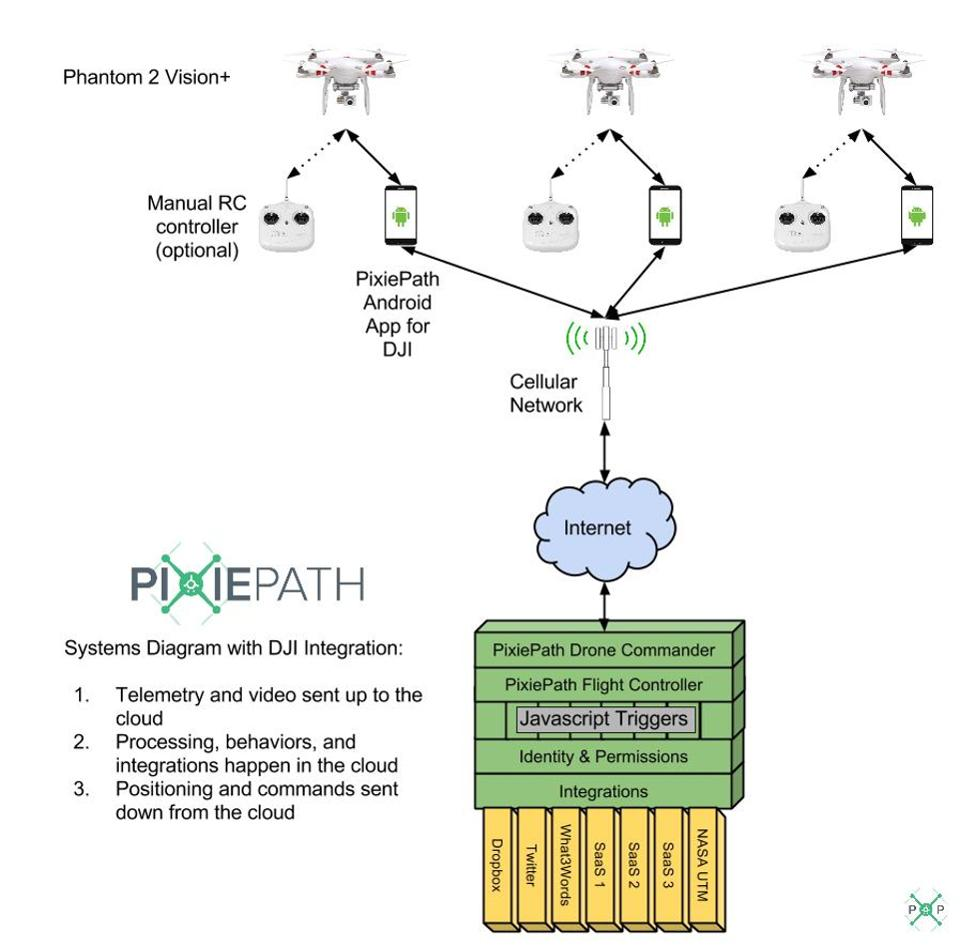 Phantom 2 Vision+
Manual RC
controller
(optional)
PixiePath
Android
App for
DJI
Cellular
Network
Internet
PIXIEPATH
Systems Diagram with DJI Integration:
1. Telemetry and video sent up to the
cloud
2. Processing, behaviors, and
integrations happen in the cloud
3. Positioning and commands sent
down from the cloud
PixiePath Drone Commander
PixiePath Flight Controller
Javascript Triggers
Identity & Permissions
Integrations
Dropbox
Twitter
What3Words
SaaS 1
SaaS 2
SaaS 3
NASA UTM
P P